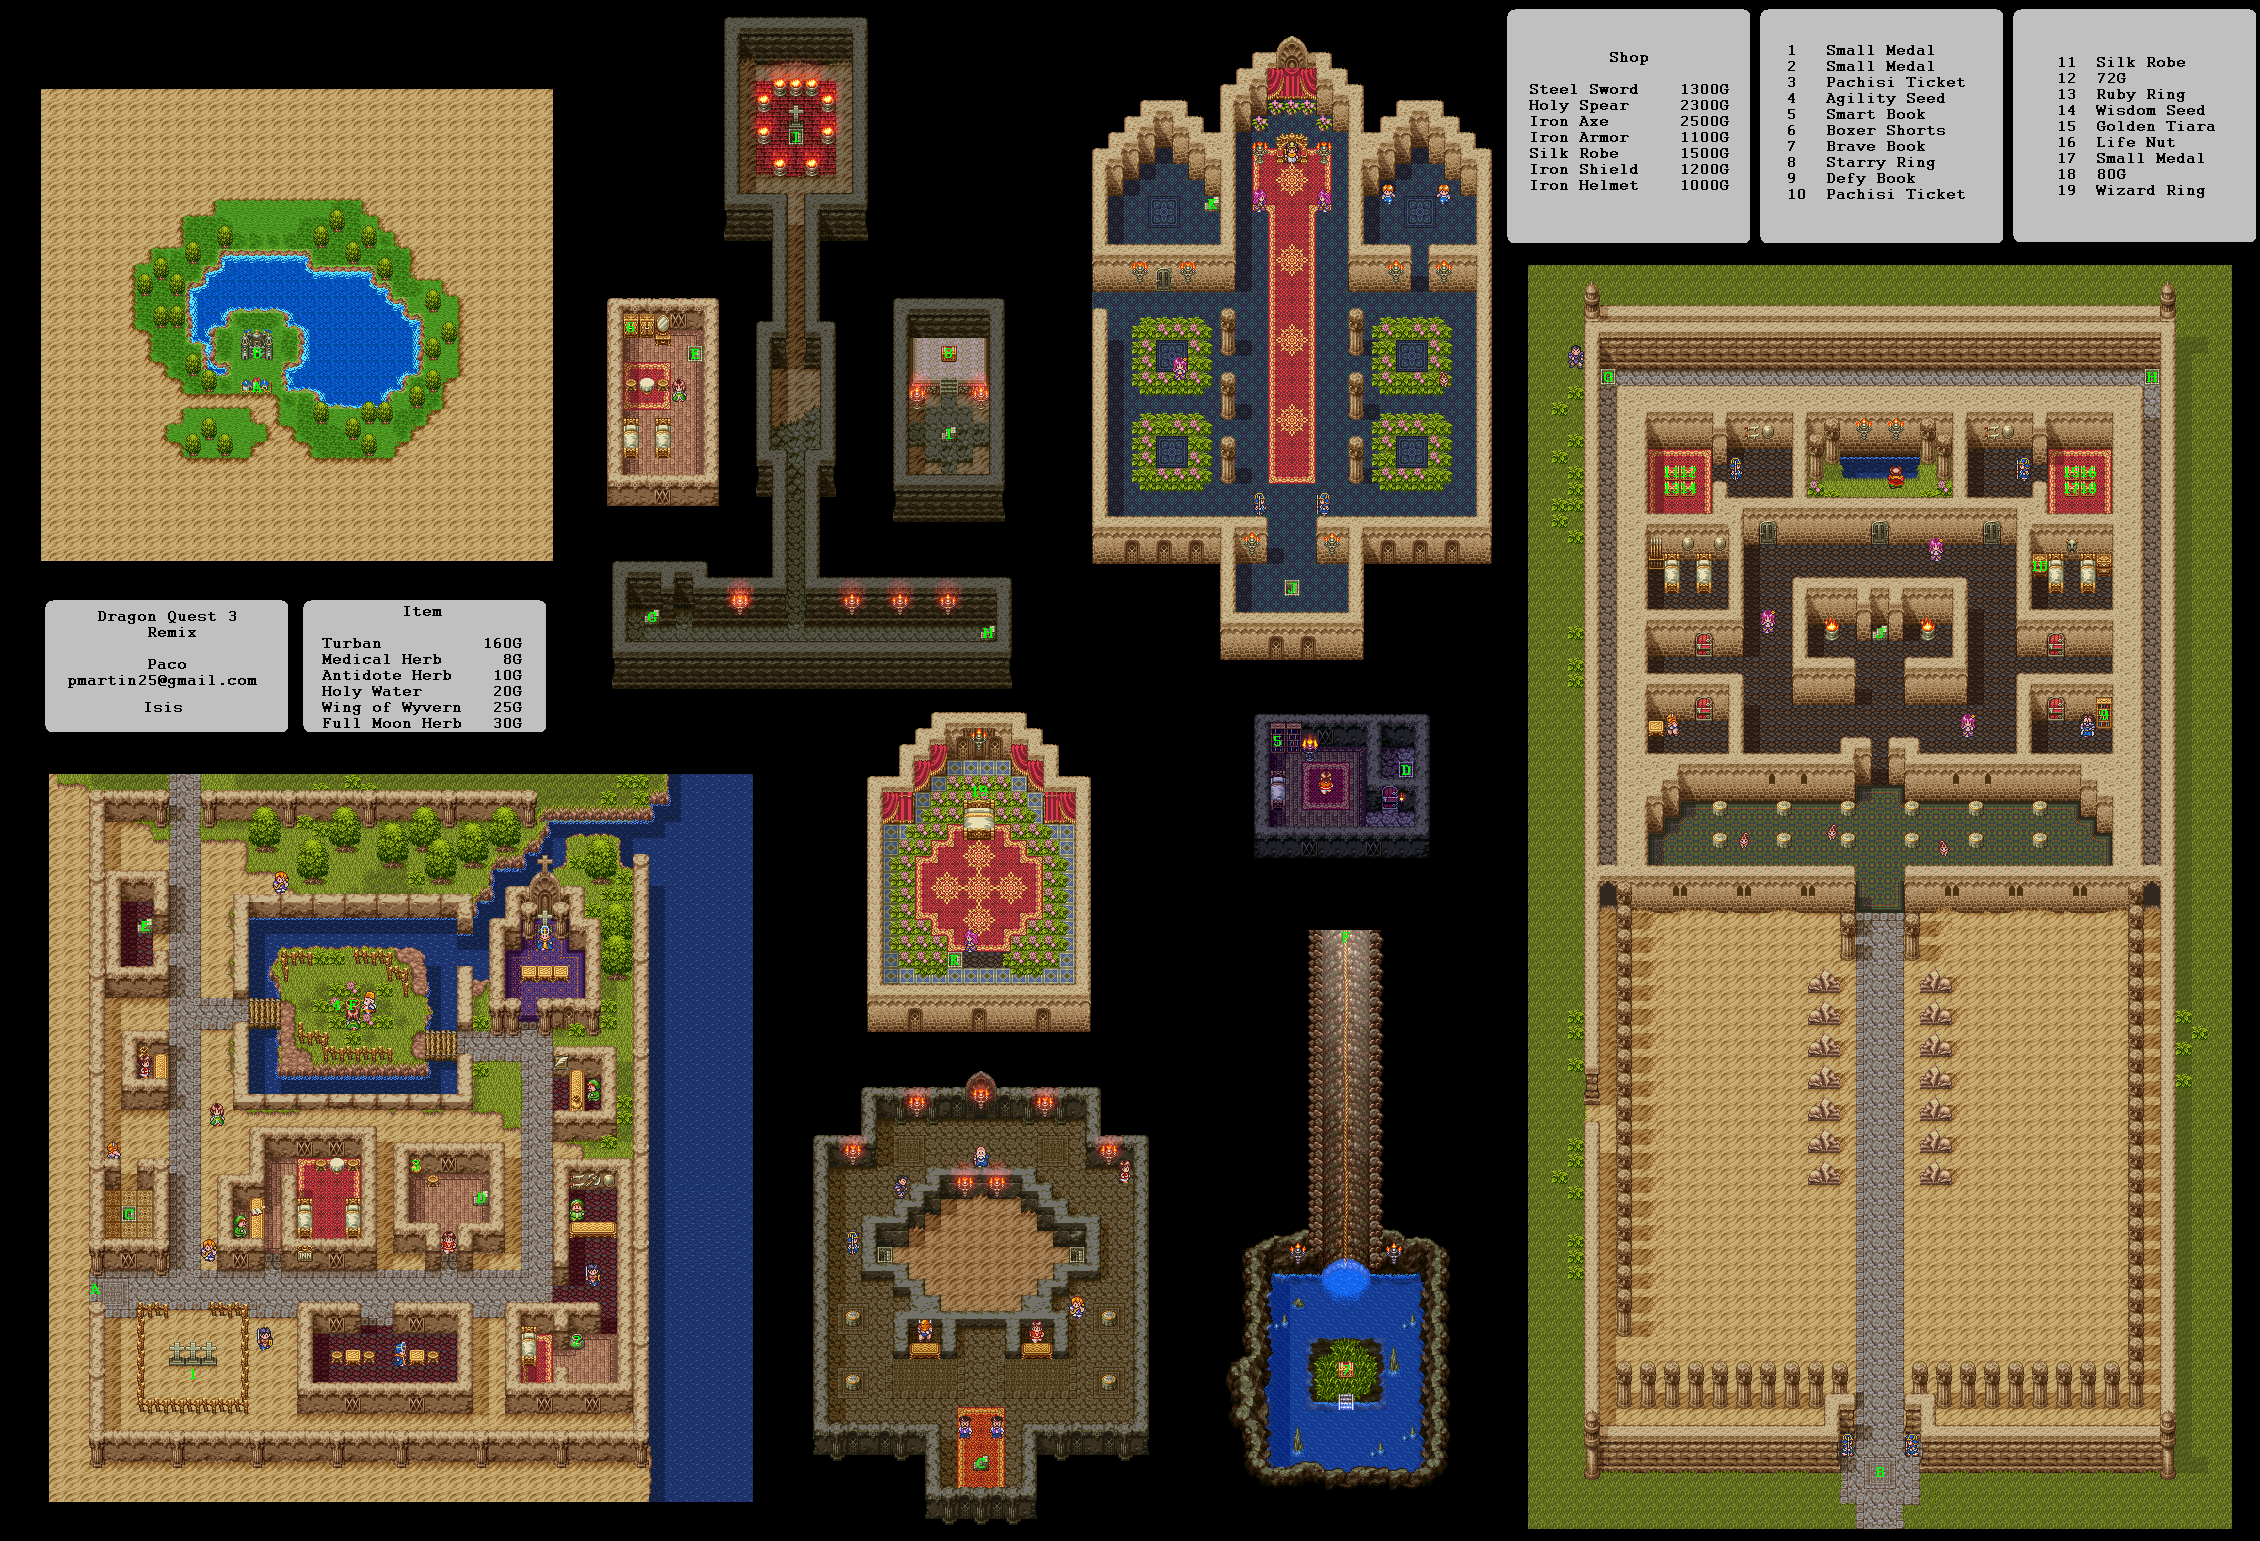 Shop
Steel Sword 1300G
Holy Spear 2300G
Iron Axe 2500G
Iron Armor 1100G
Silk Robe 1500G
Iron Shield 1200G
Iron Helmet 1000G
1 Small Medal
2 Small Medal
3 Pachisi Ticket
4 Agility Seed
5 Smart Book
6 Boxer Shorts
7 Brave Book
8 Starry Ring
9 Defy Book
10 Pachisi Ticket
11 Silk Robe
12 72G
13 Ruby Ring
14 Wisdom Seed
15 Golden Tiara
16 Life Nut
17 Small Medal
18 80G
19 Wizard Ring
Dragon Quest 3
Remix
Paco
pmartin25@gmail.com
Isis
Item
Turban 160G
Medical Herb 8G
Antidote Herb 10G
Holy Water 20G
Wing of Wyvern 25G
Full Moon Herb 30G